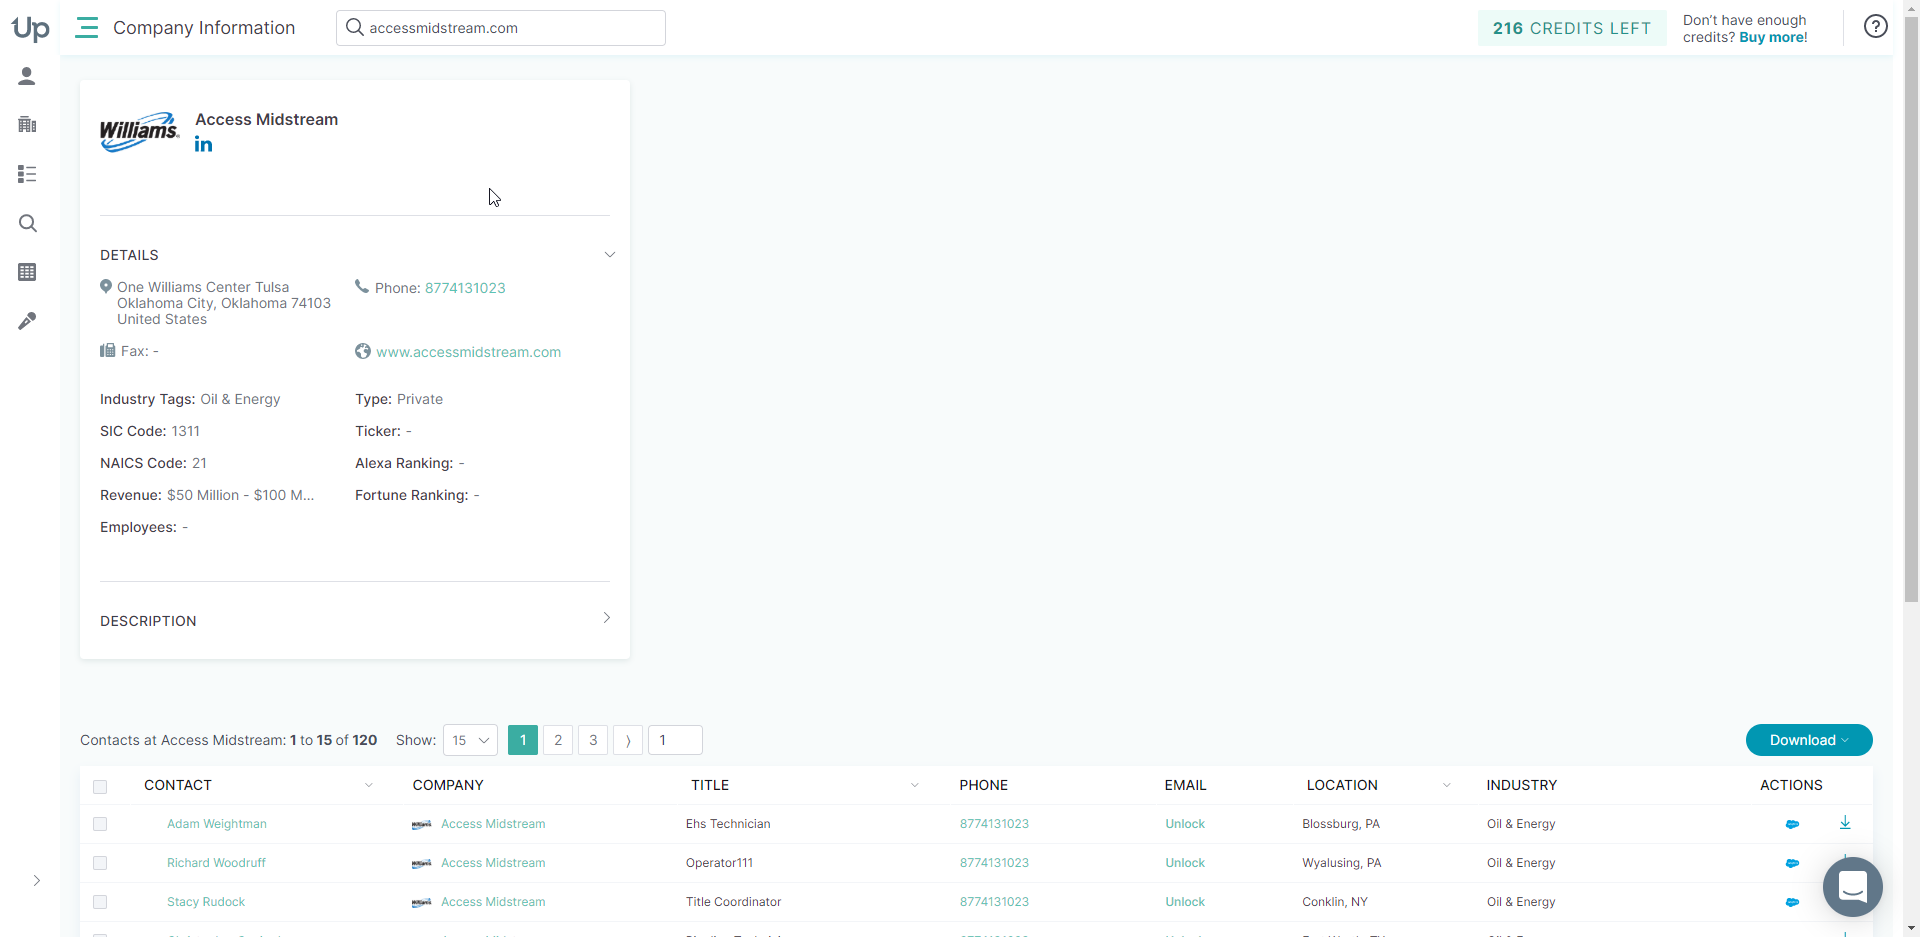 Up
Company Information
accessmidstream.com
216 CREDITS LEFT
Don't have enough
credits? Buy more!
?
Williams
Access Midstream
in
DETAILS
One Williams Center Tulsa
Oklahoma City, Oklahoma 74103
United States
Phone: 8774131023
Fax: -
www.accessmidstream.com
Industry Tags: Oil & Energy
Type: Private
SIC Code: 1311
Ticker: -
NAICS Code: 21
Alexa Ranking: -
Revenue: $50 Million - $100 M...
Fortune Ranking: -
Employees: -
DESCRIPTION
Contacts at Access Midstream: 1 to 15 of 120 Show: 15 1 2 3 ⟩ 1
Download
CONTACT COMPANY TITLE PHONE EMAIL LOCATION INDUSTRY ACTIONS
Adam Weightman Williams Access Midstream Ehs Technician 8774131023 Unlock Blossburg, PA Oil & Energy
Richard Woodruff Williams Access Midstream Operator111 8774131023 Unlock Wyalusing, PA Oil & Energy
Stacy Rudock Williams Access Midstream Title Coordinator 8774131023 Unlock Conklin, NY Oil & Energy